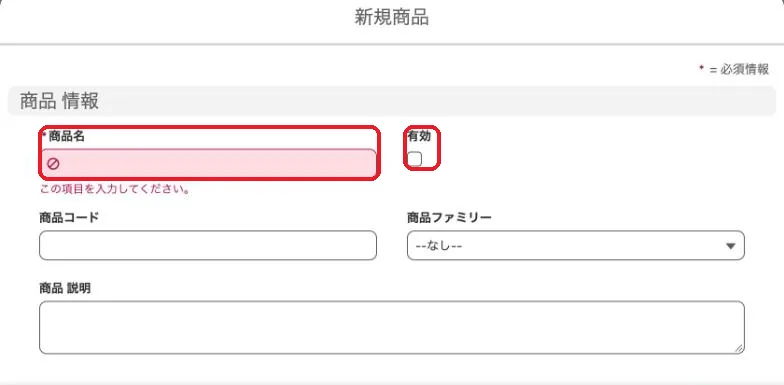 新規商品
* = 必須情報
商品 情報
*商品名
有効
この項目を入力してください。
商品コード
商品ファミリー
--なし--
商品 説明